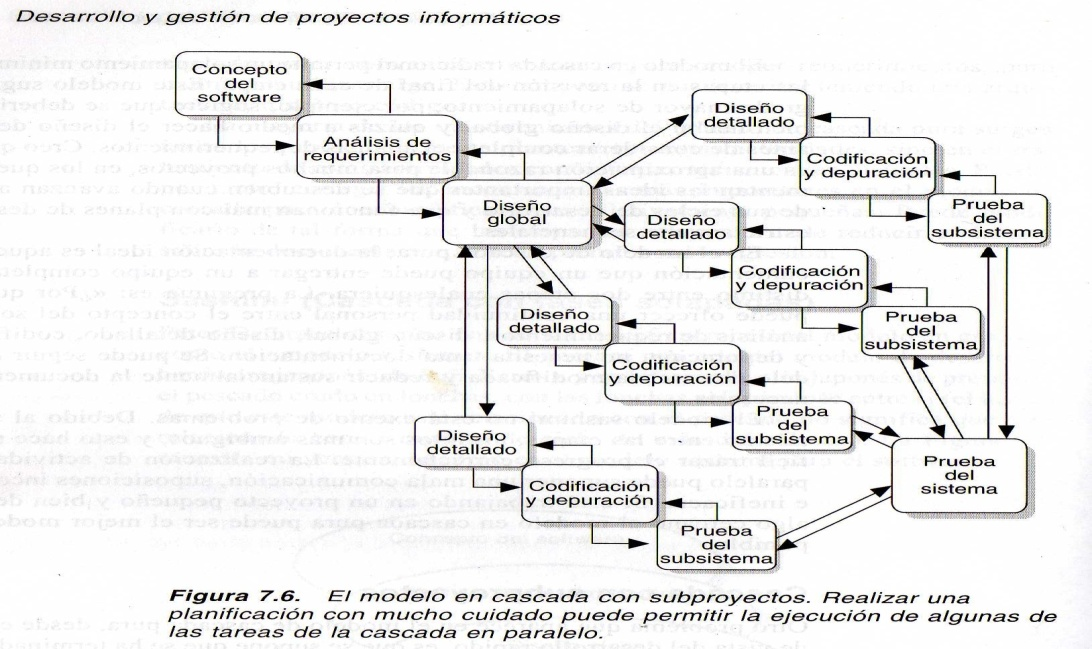 Desarrollo y gestión de proyectos informáticos
Concepto
del
software
Análisis de
requerimientos
Diseño
global
Diseño
detallado
Codificación
y depuración
Prueba
del
subsistema
Diseño
detallado
Codificación
y depuración
Prueba
del
subsistema
Diseño
detallado
Codificación
y depuración
Prueba
del
subsistema
Diseño
detallado
Codificación
y depuración
Prueba
del
subsistema
Prueba
del
sistema
Figura 7.6. El modelo en cascada con subproyectos. Realizar una
planificación con mucho cuidado puede permitir la ejecución de algunas de
las tareas de la cascada en paralelo.